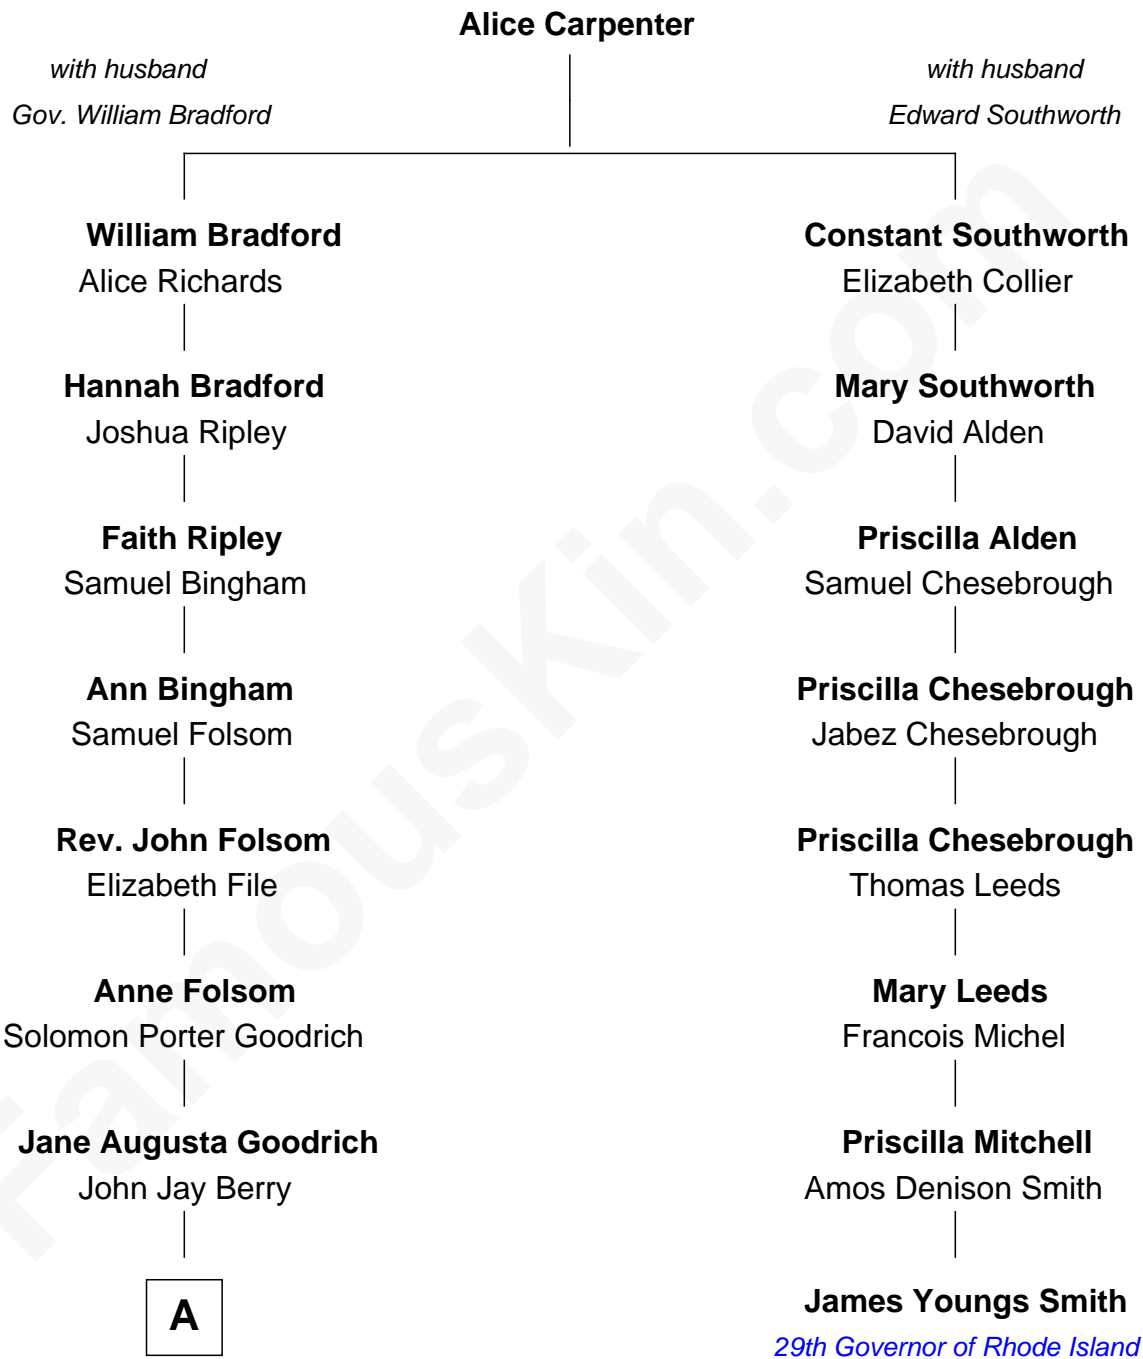 Alice Carpenter
with husband
Gov. William Bradford
with husband
Edward Southworth
William Bradford
Alice Richards
Hannah Bradford
Joshua Ripley
Faith Ripley
Samuel Bingham
Ann Bingham
Samuel Folsom
Rev. John Folsom
Elizabeth File
Anne Folsom
Solomon Porter Goodrich
Jane Augusta Goodrich
John Jay Berry
A
Constant Southworth
Elizabeth Collier
Mary Southworth
David Alden
Priscilla Alden
Samuel Chesebrough
Priscilla Chesebrough
Jabez Chesebrough
Priscilla Chesebrough
Thomas Leeds
Mary Leeds
Francois Michel
Priscilla Mitchell
Amos Denison Smith
James Youngs Smith
29th Governor of Rhode Island
FamousKin.com